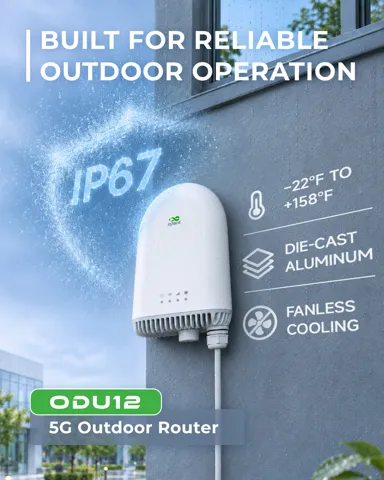 BUILT FOR RELIABLE
OUTDOOR OPERATION
IP67
-22°F TO
+158°F
DIE-CAST
ALUMINUM
FANLESS
COOLING
ODU12
5G Outdoor Router